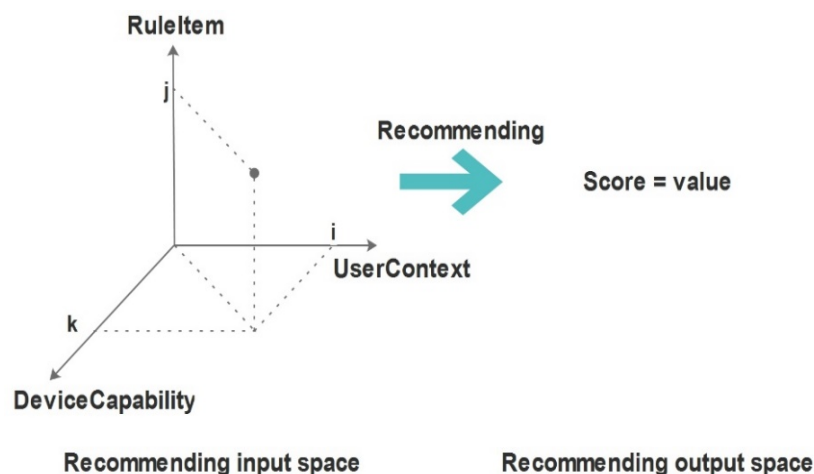 RuleItem
j
Recommending
Score = value
i
UserContext
k
DeviceCapability
Recommending input space
Recommending output space